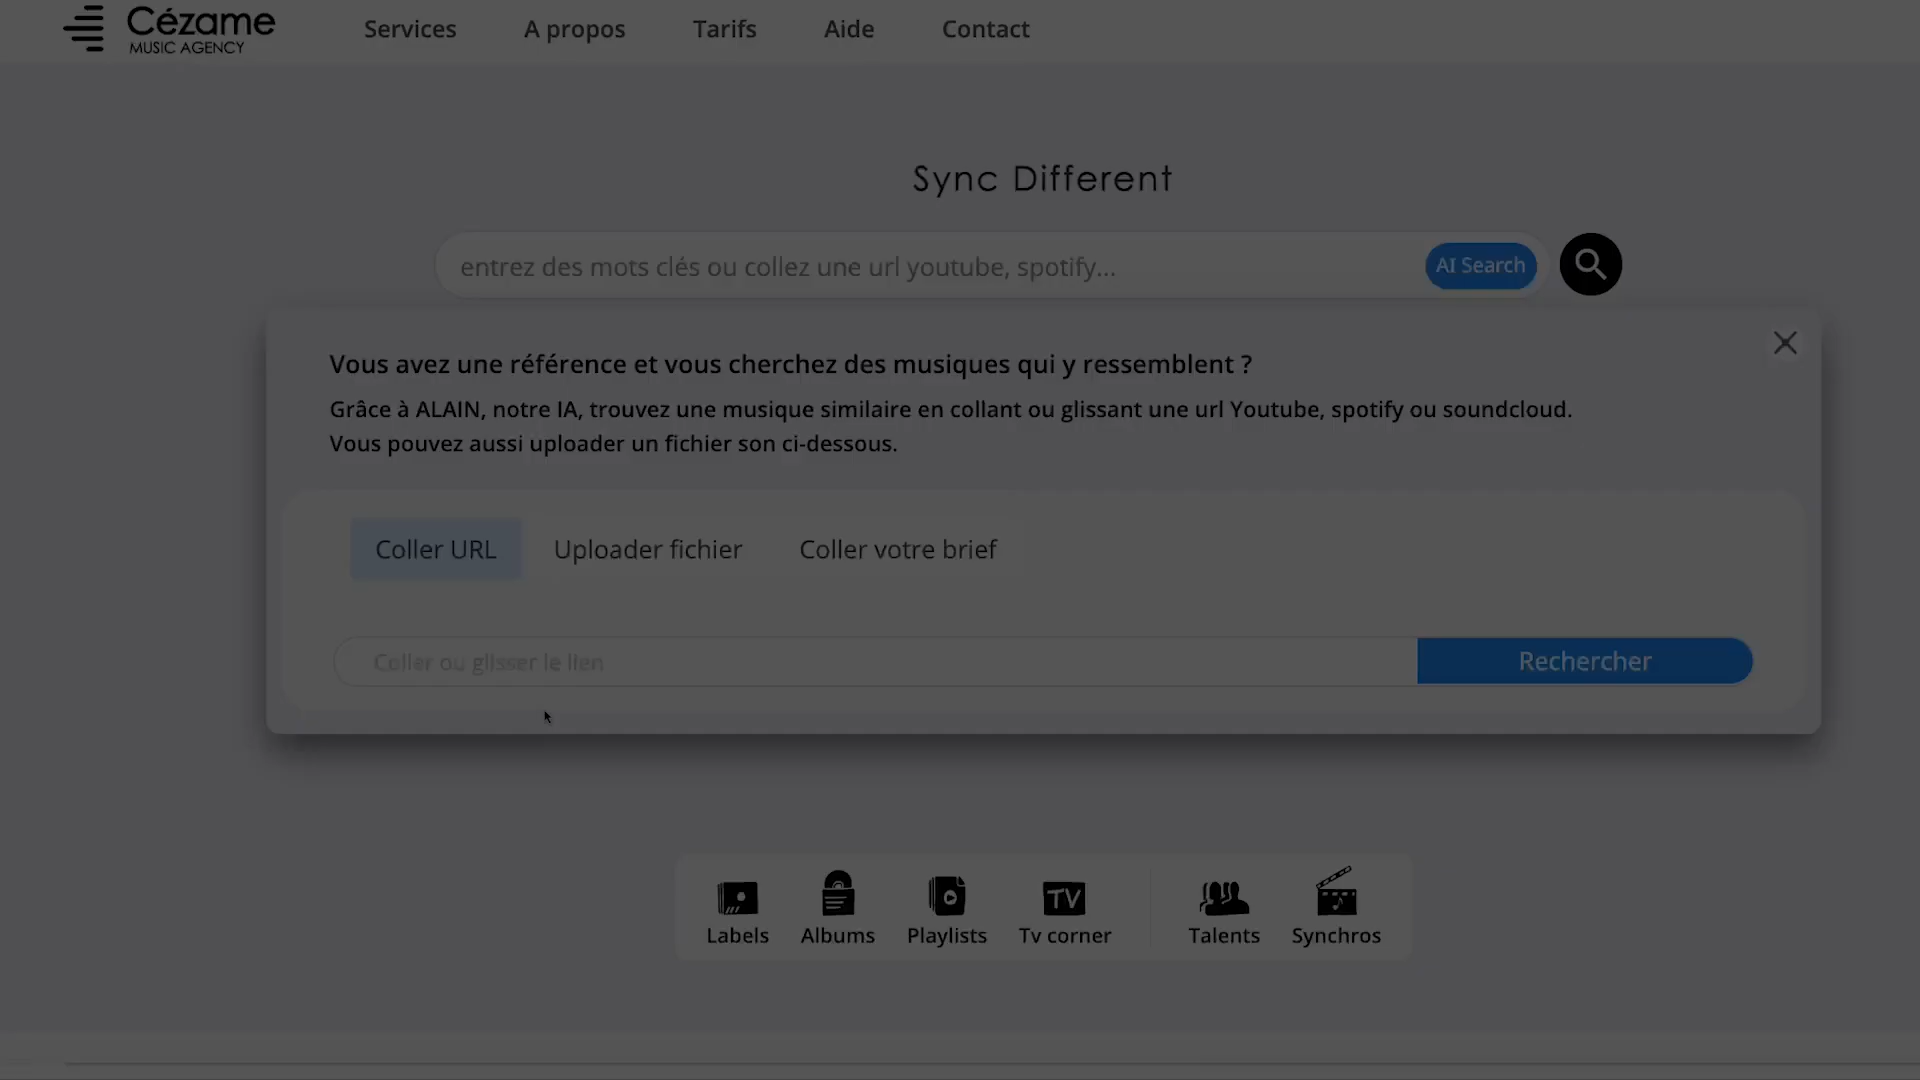 Cézame
MUSIC AGENCY
Services
A propos
Tarifs
Aide
Contact
Sync Different
entrez des mots clés ou collez une url youtube, spotify...
AI Search
Vous avez une référence et vous cherchez des musiques qui y ressemblent ?
Grâce à ALAIN, notre IA, trouvez une musique similaire en collant ou glissant une url Youtube, spotify ou soundcloud.
Vous pouvez aussi uploader un fichier son ci-dessous.
Coller URL
Uploader fichier
Coller votre brief
Coller ou glisser le lien
Rechercher
TV
Labels
Albums
Playlists
Tv corner
Talents
Synchros